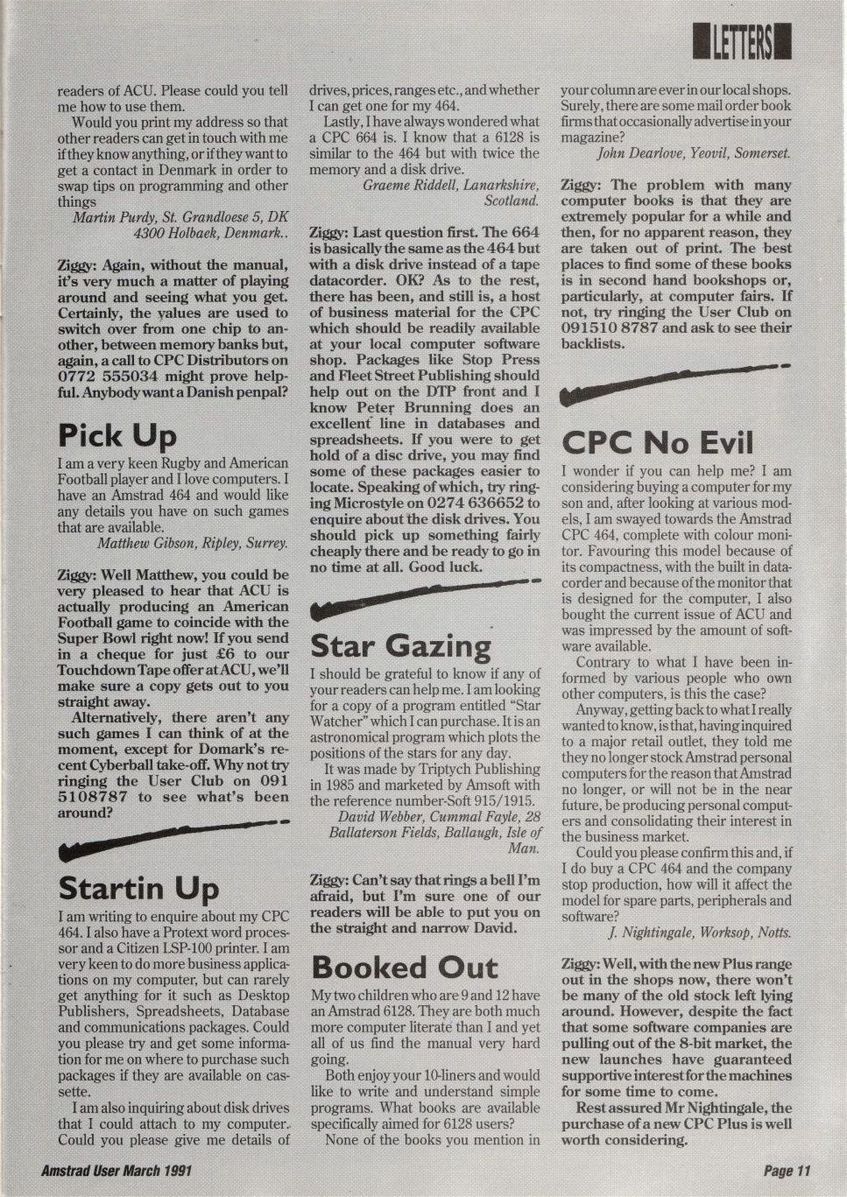 LETTERS
readers of ACU. Please could you tell
me how to use them.
Would you print my address so that
other readers can get in touch with me
if they know anything, or if they want to
get a contact in Denmark in order to
swap tips on programming and other
things
Martin Purdy, St. Grandloese 5, DK
4300 Holbaek, Denmark..
Ziggy: Again, without the manual,
it's very much a matter of playing
around and seeing what you get.
Certainly, the values are used to
switch over from one chip to an-
other, between memory banks but,
again, a call to CPC Distributors on
0772 555034 might prove help-
ful. Anybody want a Danish penpal?
Pick Up
I am a very keen Rugby and American
Football player and I love computers. I
have an Amstrad 464 and would like
any details you have on such games
that are available.
Matthew Gibson, Ripley, Surrey.
Ziggy: Well Matthew, you could be
very pleased to hear that ACU is
actually producing an American
Football game to coincide with the
Super Bowl right now! If you send
in a cheque for just £6 to our
Touchdown Tape offer at ACU, we'll
make sure a copy gets out to you
straight away.
Alternatively, there aren't any
such games I can think of at the
moment, except for Domark's re-
cent Cyberball take-off. Why not try
ringing the User Club on 091
5108787 to see what's been
around?
Startin Up
I am writing to enquire about my CPC
464. I also have a Protext word proces-
sor and a Citizen LSP-100 printer. I am
very keen to do more business applica-
tions on my computer, but can rarely
get anything for it such as Desktop
Publishers, Spreadsheets, Database
and communications packages. Could
you please try and get some informa-
tion for me on where to purchase such
packages if they are available on cas-
sette.
I am also inquiring about disk drives
that I could attach to my computer.
Could you please give me details of
drives, prices, ranges etc., and whether
I can get one for my 464.
Lastly, I have always wondered what
a CPC 664 is. I know that a 6128 is
similar to the 464 but with twice the
memory and a disk drive.
Graeme Riddell, Lanarkshire,
Scotland.
Ziggy: Last question first. The 664
is basically the same as the 464 but
with a disk drive instead of a tape
datacorder. OK? As to the rest,
there has been, and still is, a host
of business material for the CPC
which should be readily available
at your local computer software
shop. Packages like Stop Press
and Fleet Street Publishing should
help out on the DTP front and I
know Peter Brunning does an
excellent line in databases and
spreadsheets. If you were to get
hold of a disc drive, you may find
some of these packages easier to
locate. Speaking of which, try ring-
ing Microstyle on 0274 636652 to
enquire about the disk drives. You
should pick up something fairly
cheaply there and be ready to go in
no time at all. Good luck.
Star Gazing
I should be grateful to know if any of
your readers can help me. I am looking
for a copy of a program entitled "Star
Watcher" which I can purchase. It is an
astronomical program which plots the
positions of the stars for any day.
It was made by Triptych Publishing
in 1985 and marketed by Amsoft with
the reference number-Soft 915/1915.
David Webber, Cummal Fayle, 28
Ballaterson Fields, Ballaugh, Isle of
Man.
Ziggy: Can't say that rings a bell I'm
afraid, but I'm sure one of our
readers will be able to put you on
the straight and narrow David.
Booked Out
My two children who are 9 and 12 have
an Amstrad 6128. They are both much
more computer literate than I and yet
all of us find the manual very hard
going.
Both enjoy your 10-liners and would
like to write and understand simple
programs. What books are available
specifically aimed for 6128 users?
None of the books you mention in
your column are ever in our local shops.
Surely, there are some mail order book
firms that occasionally advertise in your
magazine?
John Dearlove, Yeovil, Somerset.
Ziggy: The problem with many
computer books is that they are
extremely popular for a while and
then, for no apparent reason, they
are taken out of print. The best
places to find some of these books
is in second hand bookshops or,
particularly, at computer fairs. If
not, try ringing the User Club on
091510 8787 and ask to see their
backlists.
CPC No Evil
I wonder if you can help me? I am
considering buying a computer for my
son and, after looking at various mod-
els, I am swayed towards the Amstrad
CPC 464, complete with colour moni-
tor. Favouring this model because of
its compactness, with the built in data-
corder and because of the monitor that
is designed for the computer, I also
bought the current issue of ACU and
was impressed by the amount of soft-
ware available.
Contrary to what I have been in-
formed by various people who own
other computers, is this the case?
Anyway, getting back to what I really
wanted to know, is that, having inquired
to a major retail outlet, they told me
they no longer stock Amstrad personal
computers for the reason that Amstrad
no longer, or will not be in the near
future, be producing personal comput-
ers and consolidating their interest in
the business market.
Could you please confirm this and, if
I do buy a CPC 464 and the company
stop production, how will it affect the
model for spare parts, peripherals and
software?
J. Nightingale, Worksop, Notts.
Ziggy: Well, with the new Plus range
out in the shops now, there won't
be many of the old stock left lying
around. However, despite the fact
that some software companies are
pulling out of the 8-bit market, the
new launches have guaranteed
supportive interest for the machines
for some time to come.
Rest assured Mr Nightingale, the
purchase of a new CPC Plus is well
worth considering.
Amstrad User March 1991
Page 11